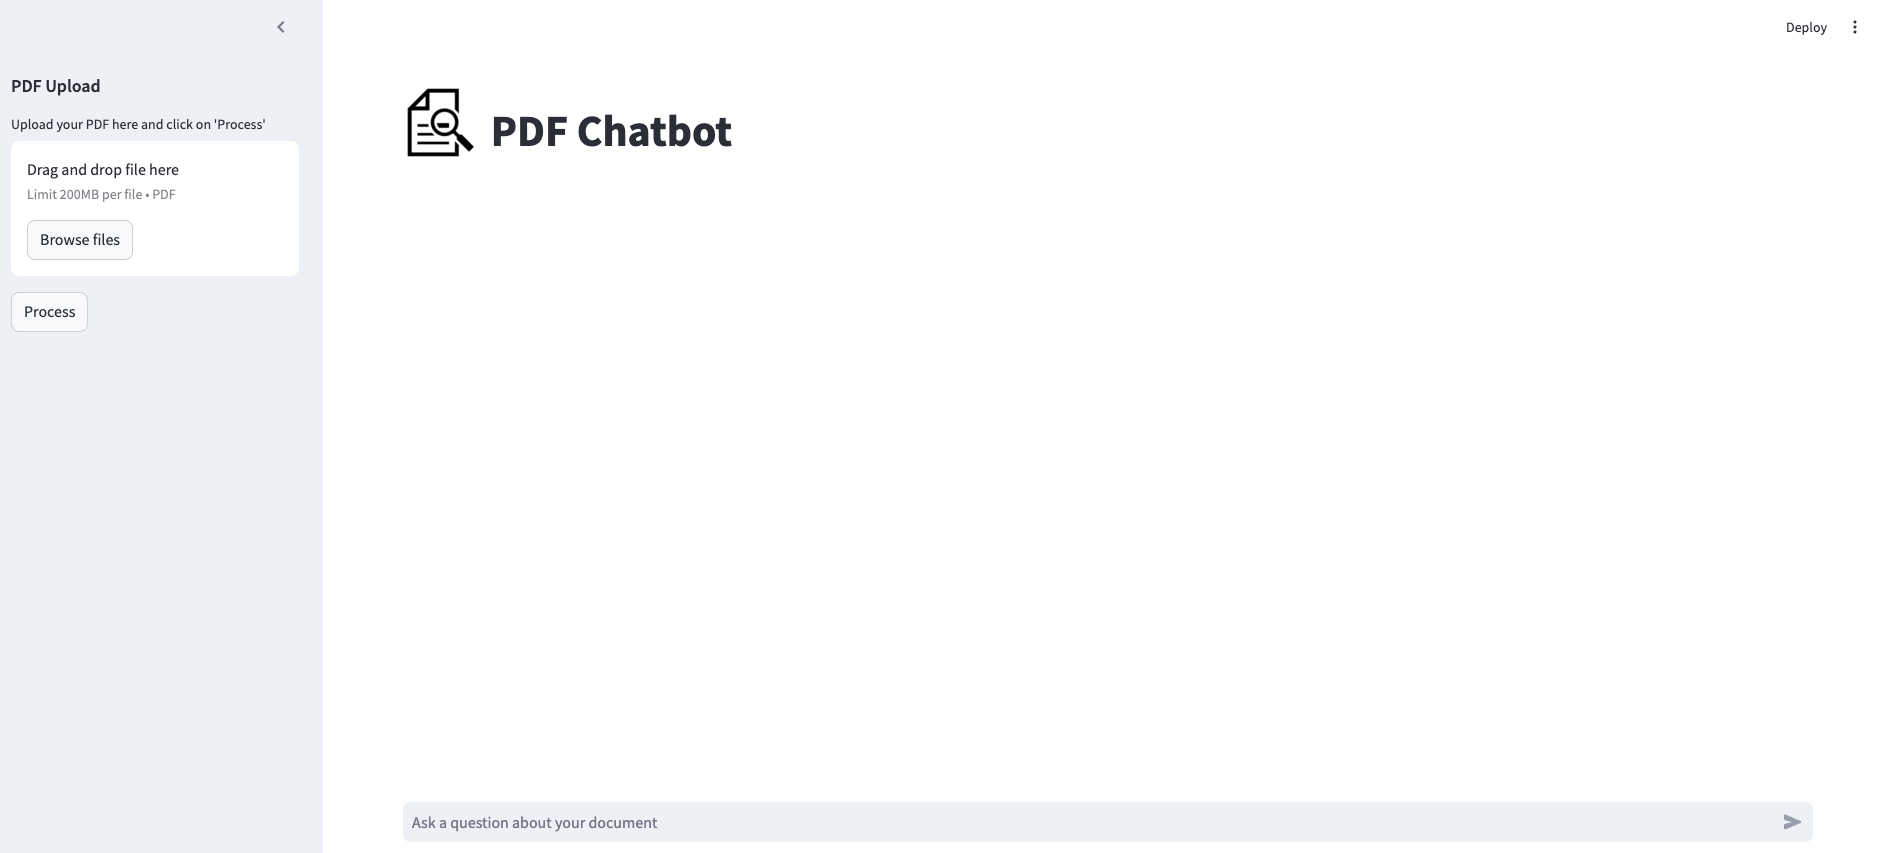 Deploy
PDF Upload
Upload your PDF here and click on 'Process'
Drag and drop file here
Limit 200MB per file • PDF
Browse files
Process
PDF Chatbot
Ask a question about your document